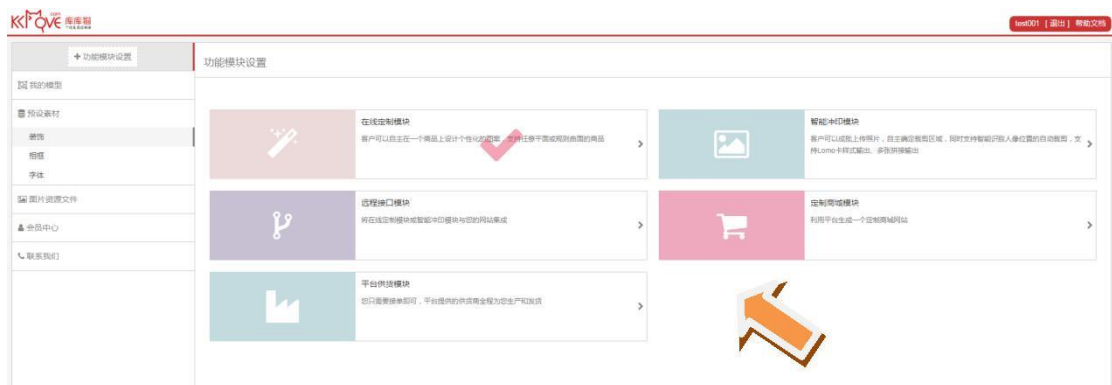 KKMOVE.com 库库猫
test001 [ 退出 ] 帮助文档
+ 功能模块设置
功能模块设置
我的模型
预设素材
装饰
相框
字体
图片资源文件
会员中心
联系我们
在线定制模块
客户可以自主在一个商品上设计个性化的图案,支持任意平面或规则曲面的商品
智能冲印模块
客户可以成批上传照片,自主确定裁剪区域,同时支持智能识别人像位置的自动裁剪,支
持Lomo卡样式输出、多张拼接输出
远程接口模块
将在线定制模块或智能冲印模块与您的网站集成
定制商城模块
利用平台生成一个定制商城网站
平台供货模块
您只需要接单即可,平台提供的供货商全程为您生产和发货